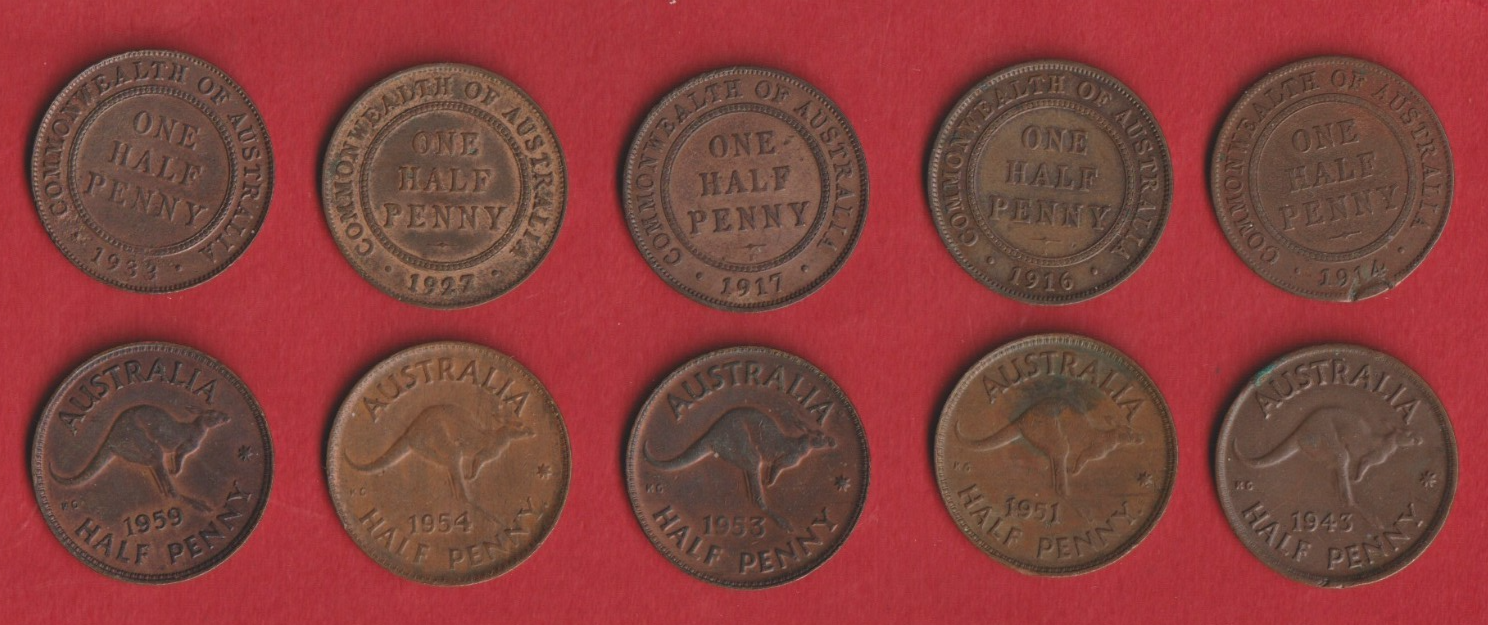 COMMONWEALTH OF AUSTRALIA
ONE
HALF
PENNY
1933
COMMONWEALTH OF AUSTRALIA
ONE
HALF
PENNY
1927
COMMONWEALTH OF AUSTRALIA
ONE
HALF
PENNY
1917
COMMONWEALTH OF AUSTRALIA
ONE
HALF
PENNY
1916
COMMONWEALTH OF AUSTRALIA
ONE
HALF
PENNY
1914
AUSTRALIA
KG
1959
HALF PENNY
AUSTRALIA
KG
1954
HALF PENNY.
AUSTRALIA
KG
1953
HALF PENNY
AUSTRALIA
KG
1951
HALF PENNY.
AUSTRALIA
KG
1943
HALF PENNY